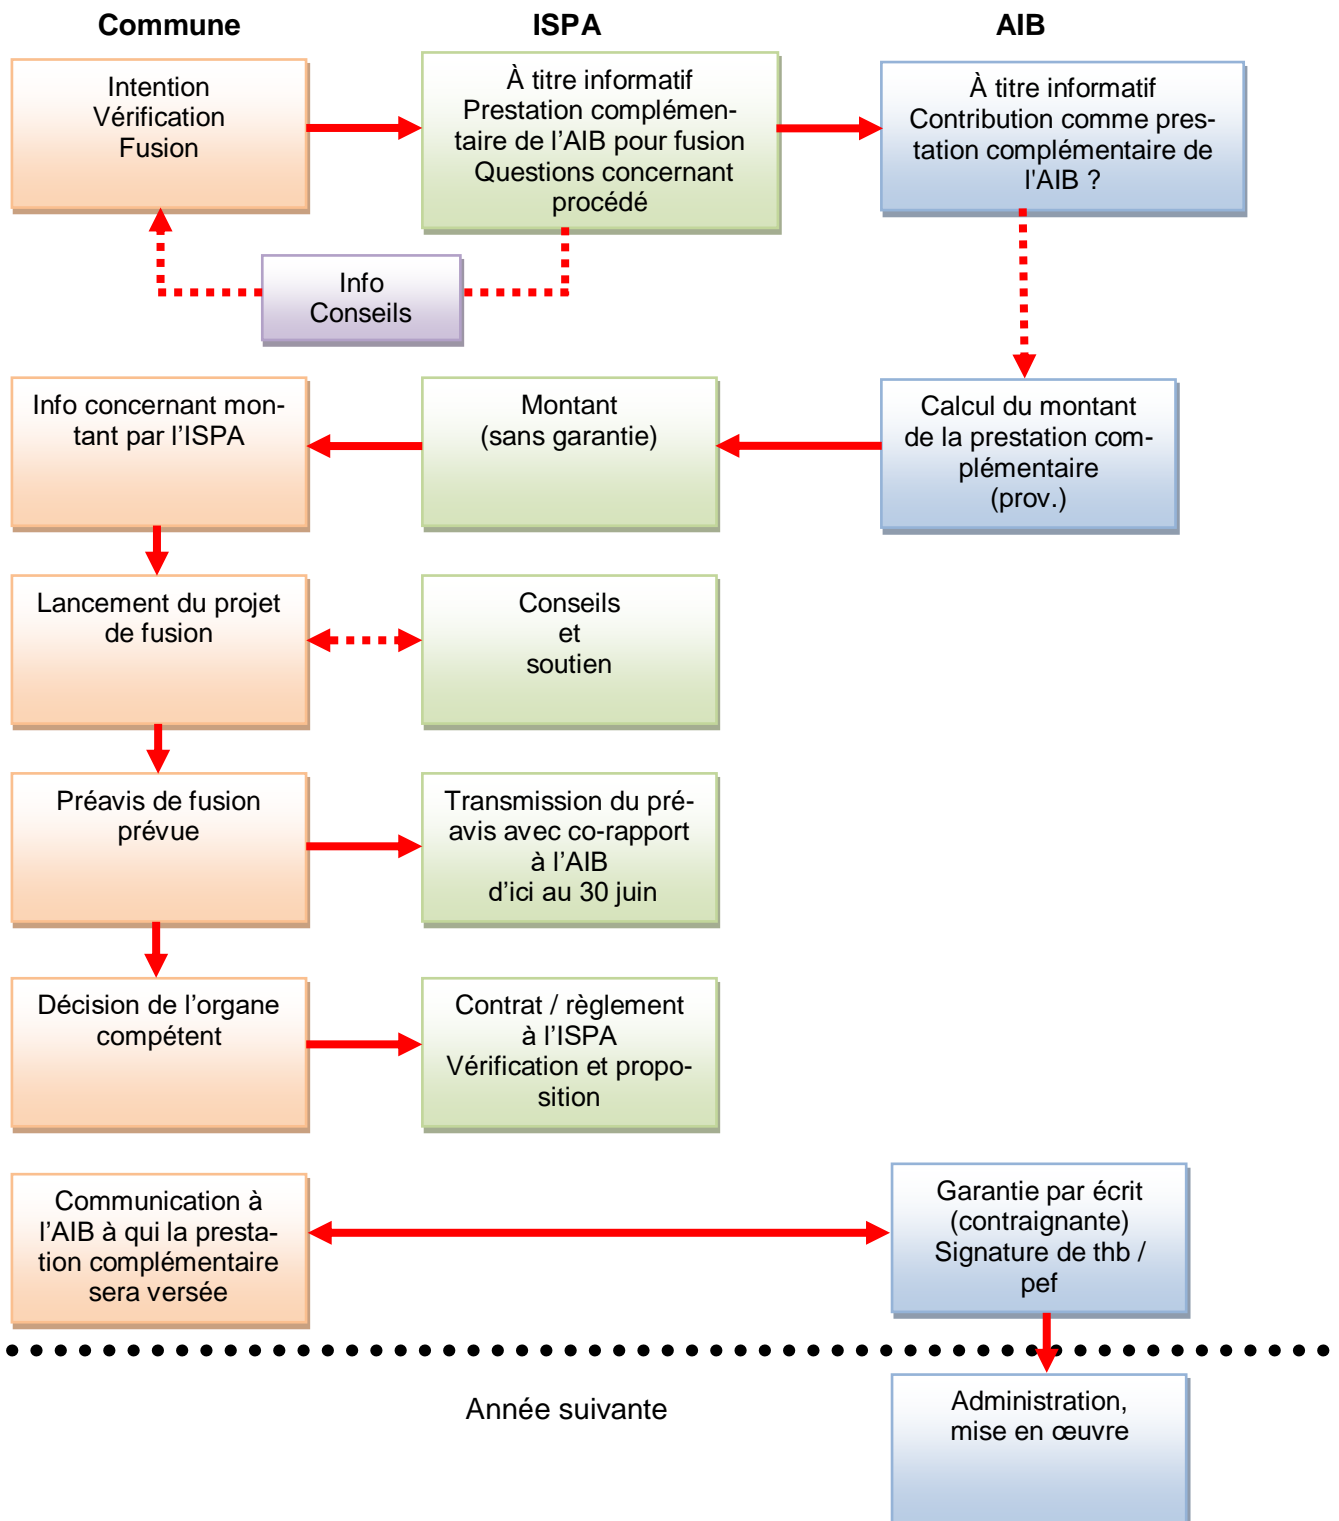 Commune
ISPA
AIB
Intention
Vérification
Fusion
À titre informatif
Prestation complémen-
taire de l’AIB pour fusion
Questions concernant
procédé
À titre informatif
Contribution comme pres-
tation complémentaire de
l'AIB ?
Info
Conseils
Info concernant mon-
tant par l’ISPA
Montant
(sans garantie)
Calcul du montant
de la prestation com-
plémentaire
(prov.)
Lancement du projet
de fusion
Conseils
et
soutien
Préavis de fusion
prévue
Transmission du pré-
avis avec co-rapport
à l’AIB
d’ici au 30 juin
Décision de l’organe
compétent
Contrat / règlement
à l’ISPA
Vérification et propo-
sition
Communication à
l’AIB à qui la presta-
tion complémentaire
sera versée
Garantie par écrit
(contraignante)
Signature de thb /
pef
Année suivante
Administration,
mise en œuvre